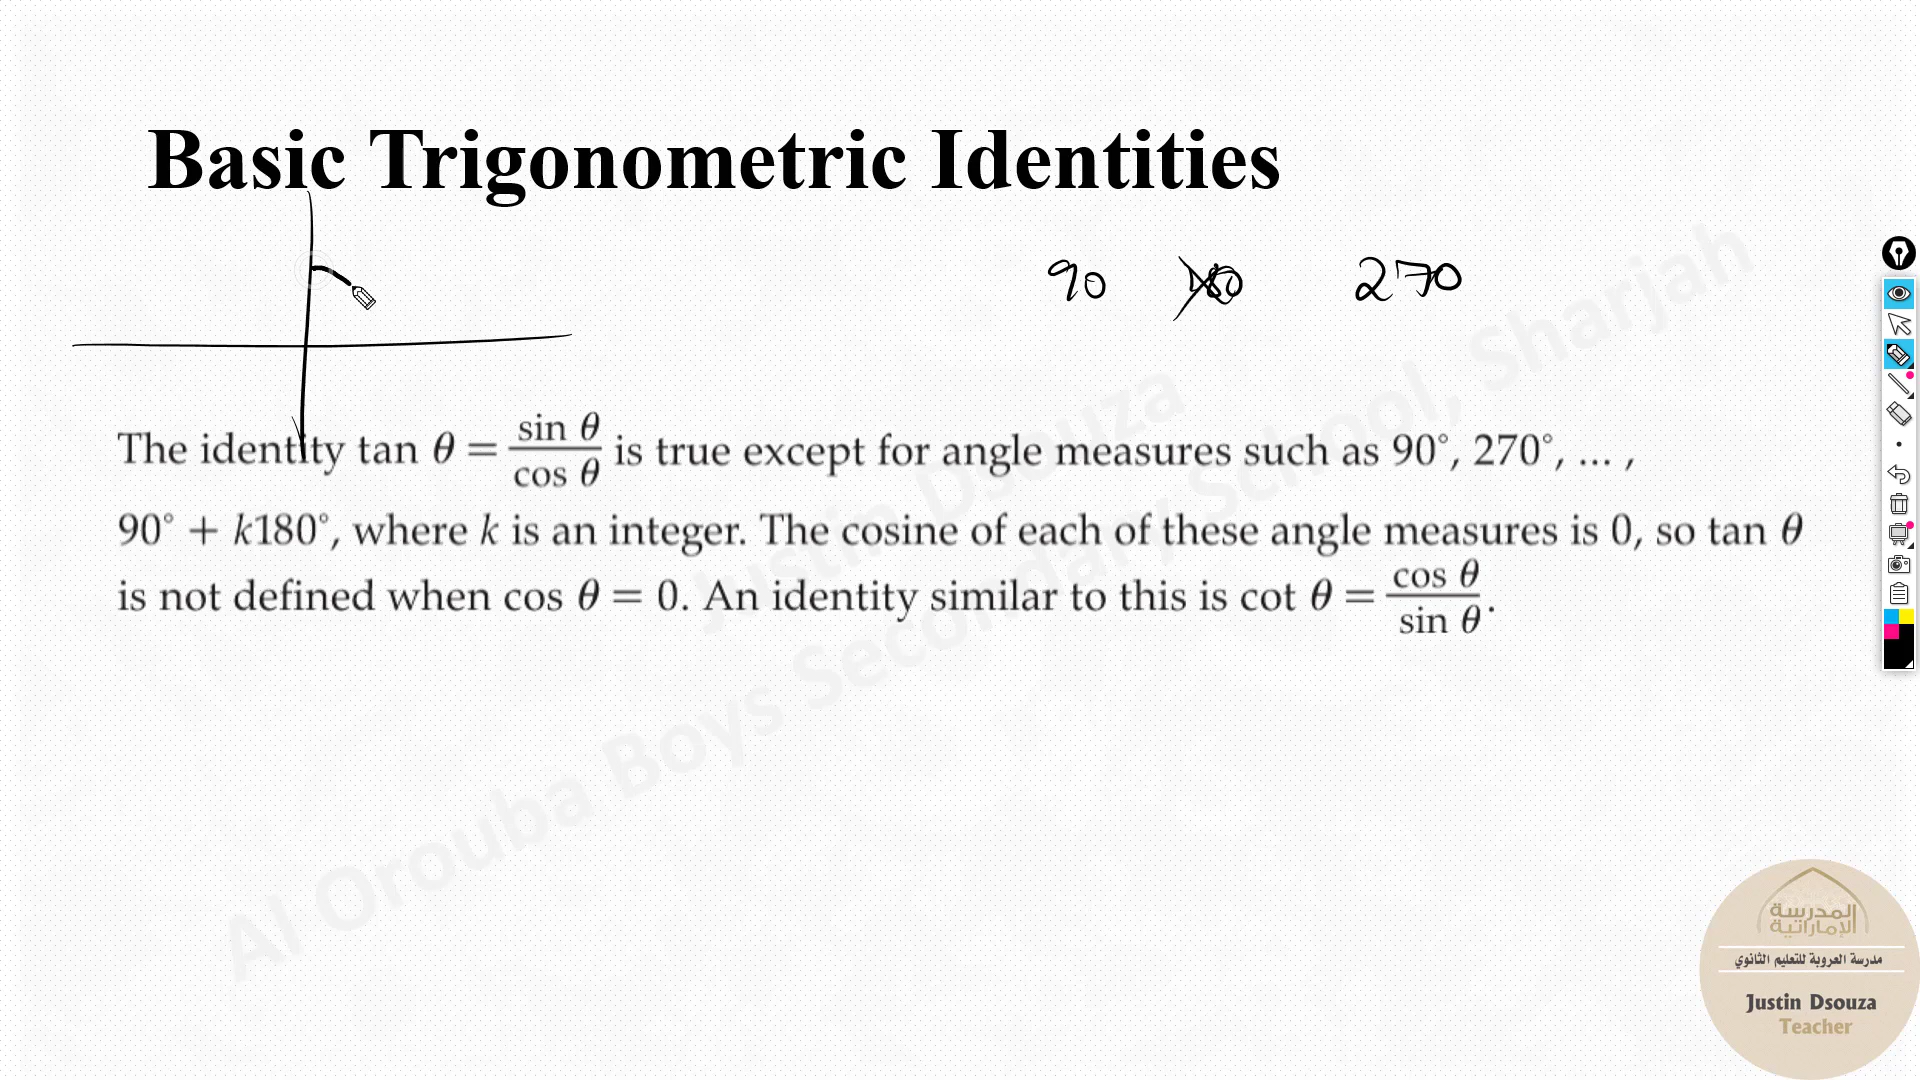 Basic Trigonometric Identities
90 180 270
The identity tan θ = sin θ / cos θ is true except for angle measures such as 90°, 270°, ... ,
90° + k180°, where k is an integer. The cosine of each of these angle measures is 0, so tan θ
is not defined when cos θ = 0. An identity similar to this is cot θ = cos θ / sin θ.
Justin Dsouza
Al Orouba Boys Secondary School, Sharjah
المدرسة
الإماراتية
مدرسة العروبة للتعليم الثانوي
Justin Dsouza
Teacher